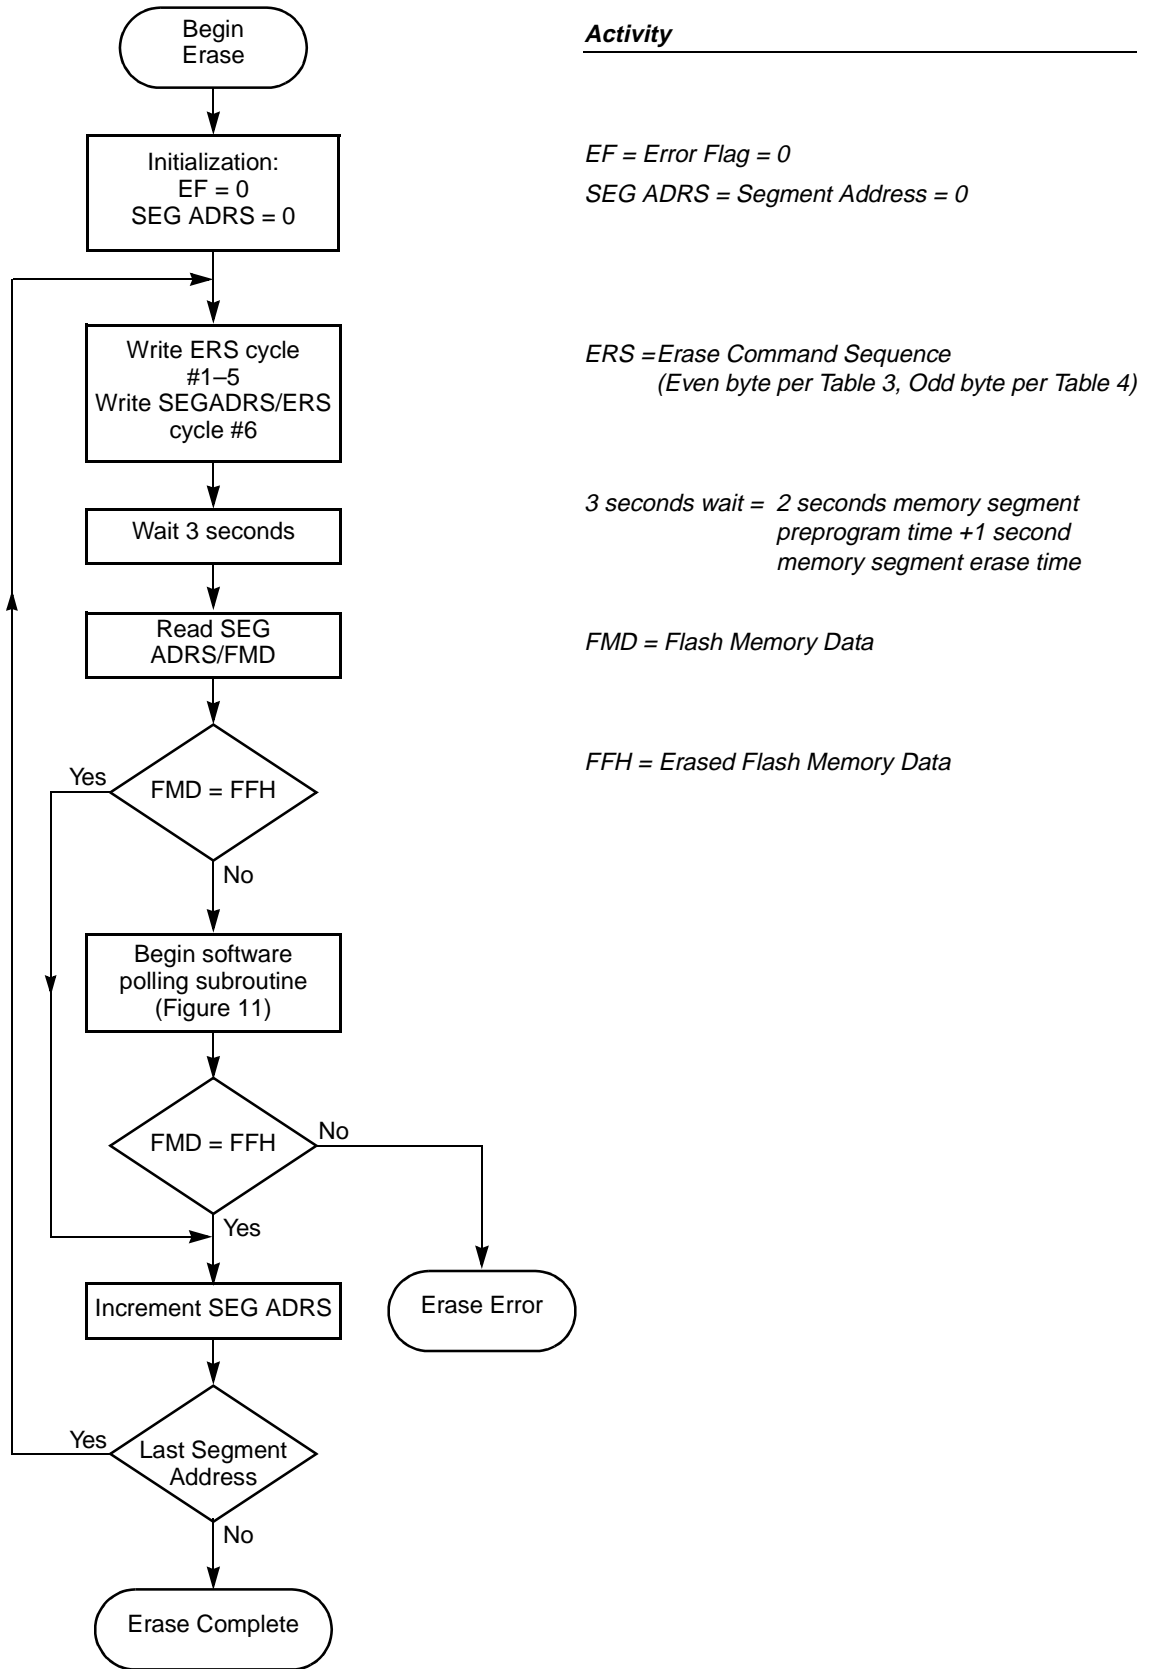 Begin
Erase
Activity
Initialization:
EF = 0
SEG ADRS = 0
EF = Error Flag = 0
SEG ADRS = Segment Address = 0
Write ERS cycle
#1–5
Write SEGADRS/ERS
cycle #6
ERS =Erase Command Sequence
(Even byte per Table 3, Odd byte per Table 4)
Wait 3 seconds
3 seconds wait = 2 seconds memory segment
preprogram time +1 second
memory segment erase time
Read SEG
ADRS/FMD
FMD = Flash Memory Data
Yes
FMD = FFH
FFH = Erased Flash Memory Data
No
Begin software
polling subroutine
(Figure 11)
FMD = FFH
No
Yes
Increment SEG ADRS
Erase Error
Yes
Last Segment
Address
No
Erase Complete